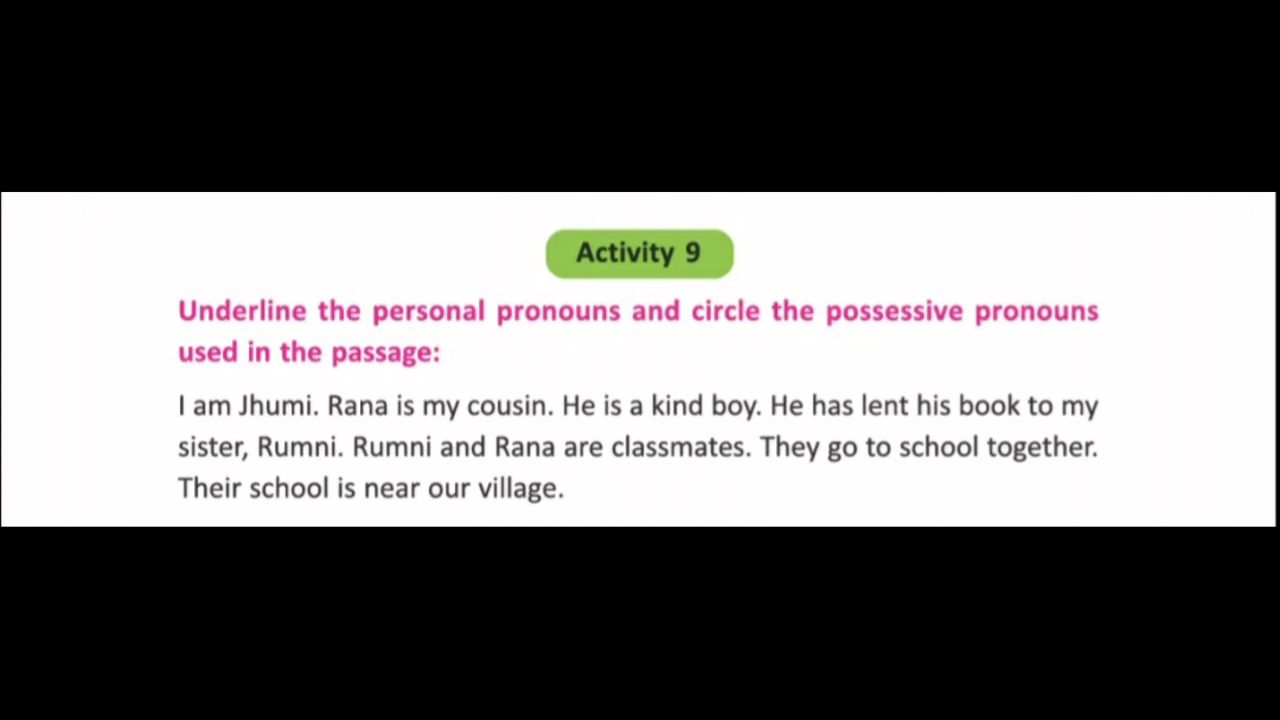 Activity 9
Underline the personal pronouns and circle the possessive pronouns
used in the passage:
I am Jhumi. Rana is my cousin. He is a kind boy. He has lent his book to my
sister, Rumni. Rumni and Rana are classmates. They go to school together.
Their school is near our village.